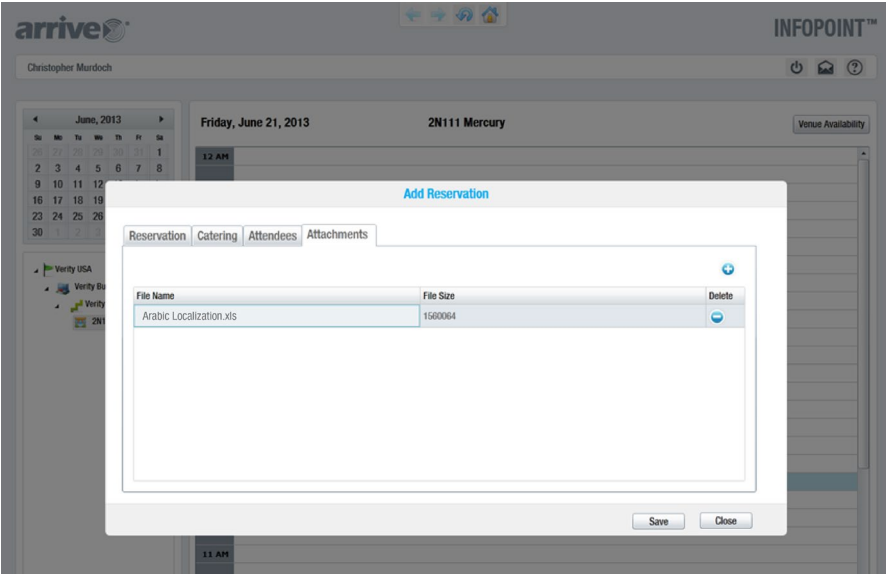 arrive
INFOPOINT™
Christopher Murdoch
June, 2013
Su Mo Tu We Th Fr Sa
26 27 28 29 30 31 1
2 3 4 5 6 7 8
9 10 11 12
16 17 18 19
23 24 25 26
30 1 2 3
Friday, June 21, 2013
2N111 Mercury
Venue Availability
12 AM
Verity USA
Verity Bu
Verity
2N1
Add Reservation
Reservation Catering Attendees Attachments
File Name File Size Delete
Arabic Localization.xls 1560064
Save Close
11 AM